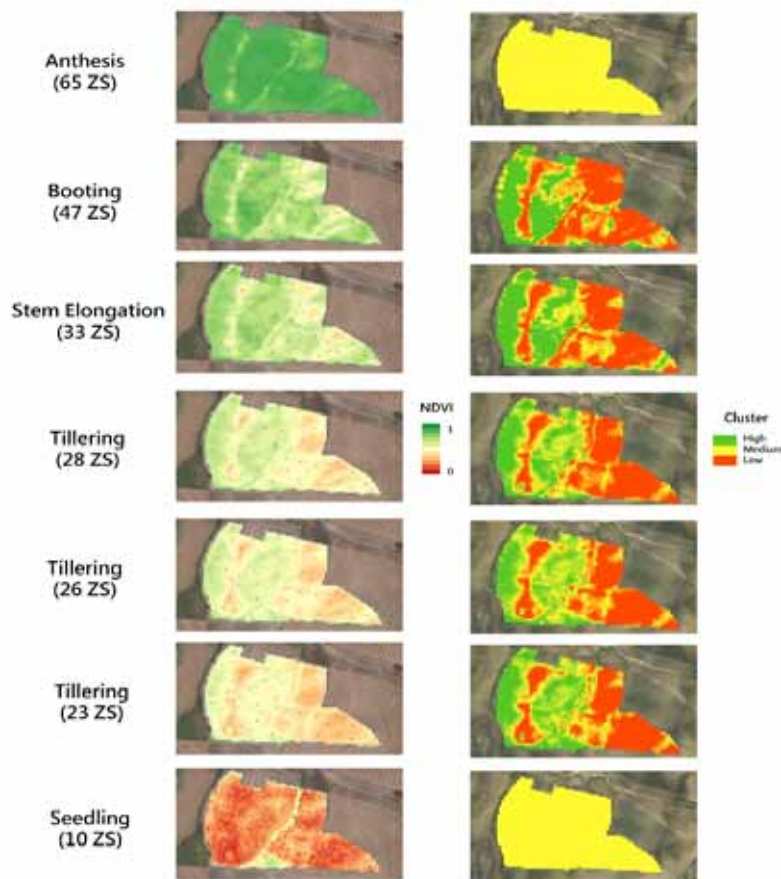 Anthesis
(65 ZS)
Booting
(47 ZS)
Stem Elongation
(33 ZS)
Tillering
(28 ZS)
NDVI
1
0
Cluster
High
Medium
Low
Tillering
(26 ZS)
Tillering
(23 ZS)
Seedling
(10 ZS)